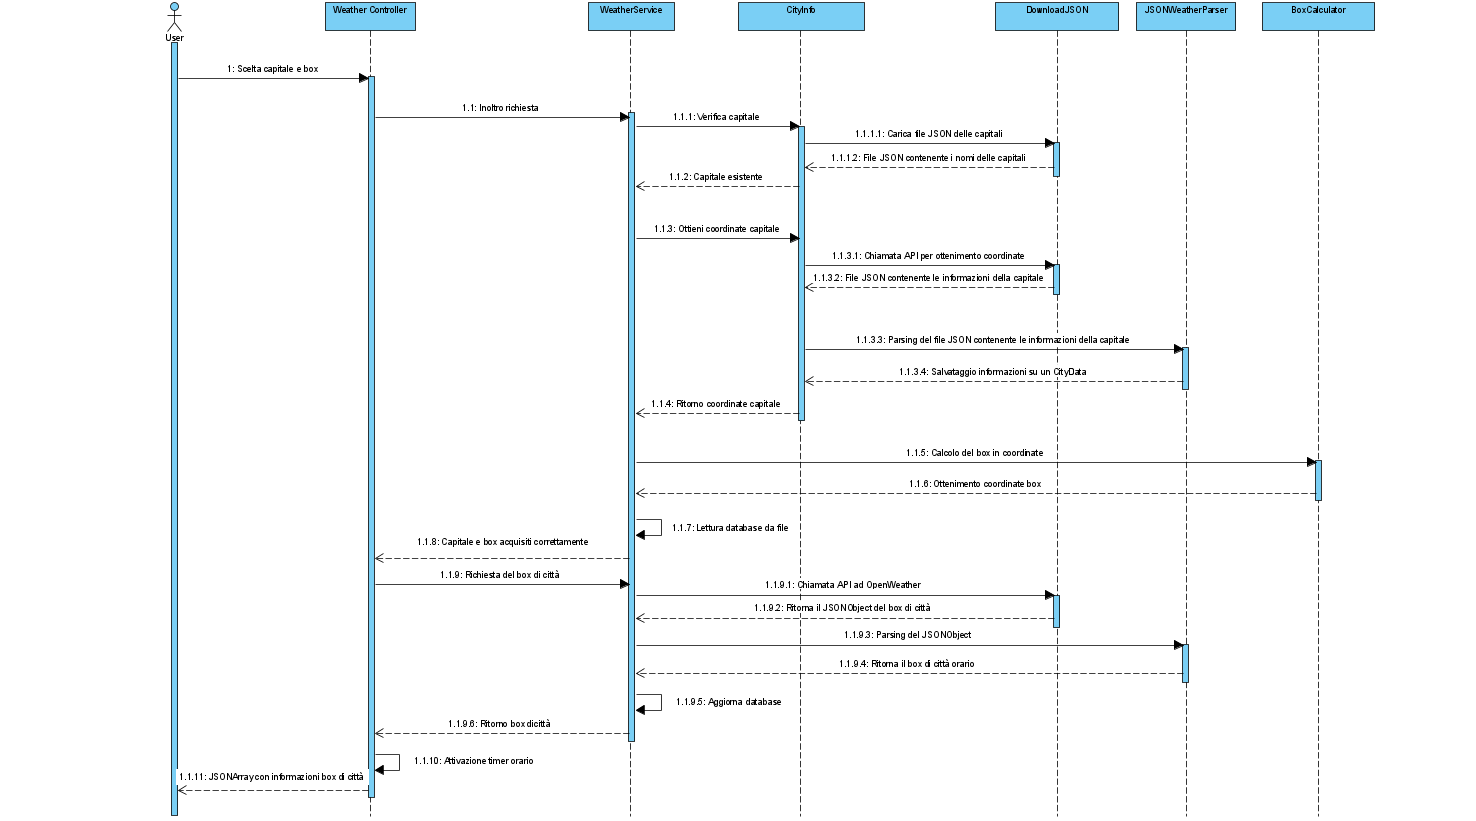 User
Weather Controller
WeatherService
CityInfo
DownloadJSON
JSONWeatherParser
BoxCalculator
1: Scelta capitale e box
1.1: Inoltro richiesta
1.1.1: Verifica capitale
1.1.1.1: Carica file JSON delle capitali
1.1.1.2: File JSON contenente i nomi delle capitali
1.1.2: Capitale esistente
1.1.3: Ottieni coordinate capitale
1.1.3.1: Chiamata API per ottenimento coordinate
1.1.3.2: File JSON contenente le informazioni della capitale
1.1.3.3: Parsing del file JSON contenente le informazioni della capitale
1.1.3.4: Salvataggio informazioni su un CityData
1.1.4: Ritorno coordinate capitale
1.1.5: Calcolo del box in coordinate
1.1.6: Ottenimento coordinate box
1.1.7: Lettura database da file
1.1.8: Capitale e box acquisiti correttamente
1.1.9: Richiesta del box di città
1.1.9.1: Chiamata API ad OpenWeather
1.1.9.2: Ritorna il JSONObject del box di città
1.1.9.3: Parsing del JSONObject
1.1.9.4: Ritorna il box di città orario
1.1.9.5: Aggiorna database
1.1.9.6: Ritorno box di città
1.1.10: Attivazione timer orario
1.1.11: JSONArray con informazioni box di città